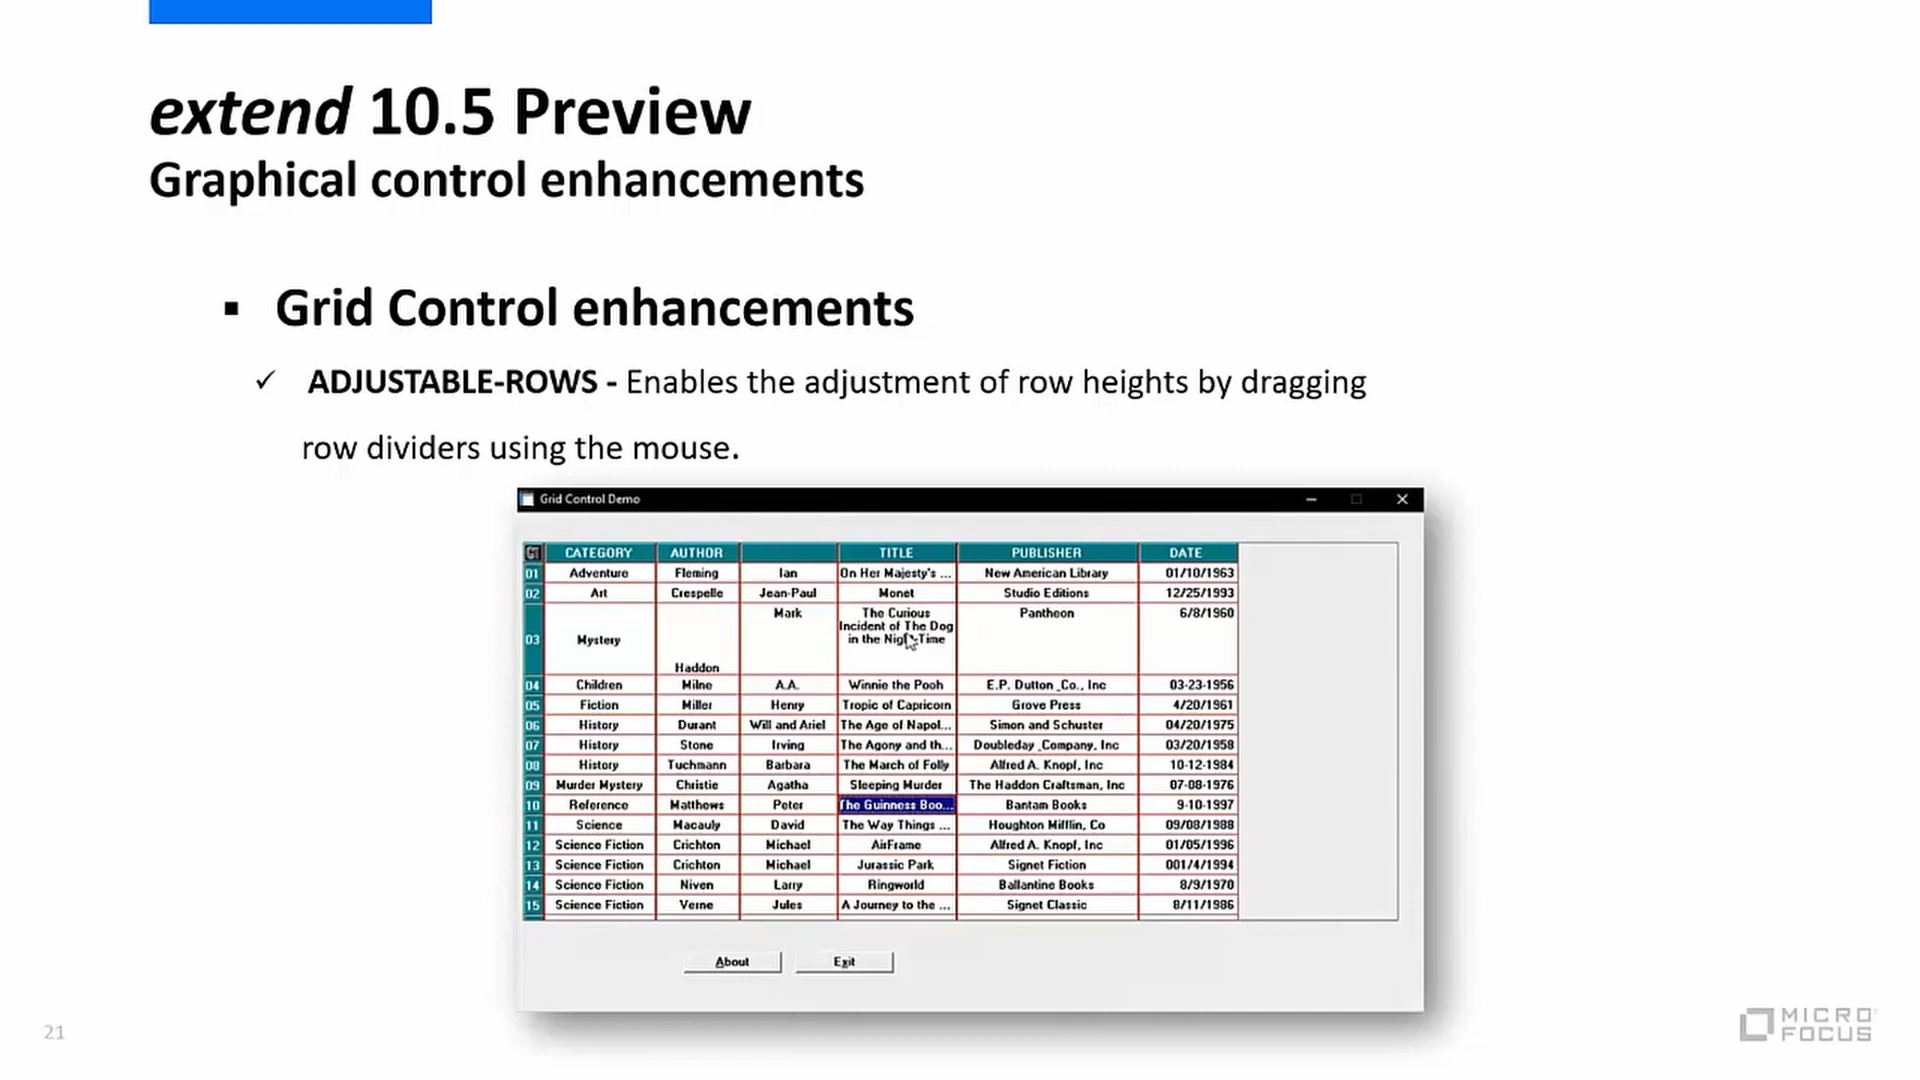 extend 10.5 Preview
Graphical control enhancements
▪ Grid Control enhancements
✓ ADJUSTABLE-ROWS - Enables the adjustment of row heights by dragging
row dividers using the mouse.
Grid Control Demo
CATEGORY AUTHOR TITLE PUBLISHER DATE
01 Adventure Fleming Ian On Her Majesty's ... New American Library 01/10/1963
02 Art Crespelle Jean-Paul Monet Studio Editions 12/25/1993
Mark The Curious Pantheon 6/8/1960
Incident of The Dog
03 Mystery in the Time
Haddon
04 Children Milne A.A. Winnie the Pooh E.P. Dutton _Co., Inc 03-23-1956
05 Fiction Miller Henry Tropic of Capricorn Grove Press 4/20/1961
06 History Durant Will and Ariel The Age of Napol... Simon and Schuster 04/20/1975
07 History Stone Irving The Agony and th... Doubleday _Company, Inc 03/20/1958
08 History Tuchmann Barbara The March of Folly Alfred A. Knopf, Inc 10-12-1984
09 Murder Mystery Christie Agatha Sleeping Murder The Haddon Craftsman, Inc 07-08-1976
10 Reference Matthews Peter The Guinness Boo... Bantam Books 9-10-1997
11 Science Macauly David The Way Things ... Houghton Mifflin, Co 09/08/1988
12 Science Fiction Crichton Michael AirFrame Alfred A. Knopf, Inc 01/05/1996
13 Science Fiction Crichton Michael Jurassic Park Signet Fiction 001/4/1994
14 Science Fiction Niven Larry Ringworld Ballantine Books 8/9/1970
15 Science Fiction Verne Jules A Journey to the ... Signet Classic 8/11/1986
About Exit
21
MICRO
FOCUS